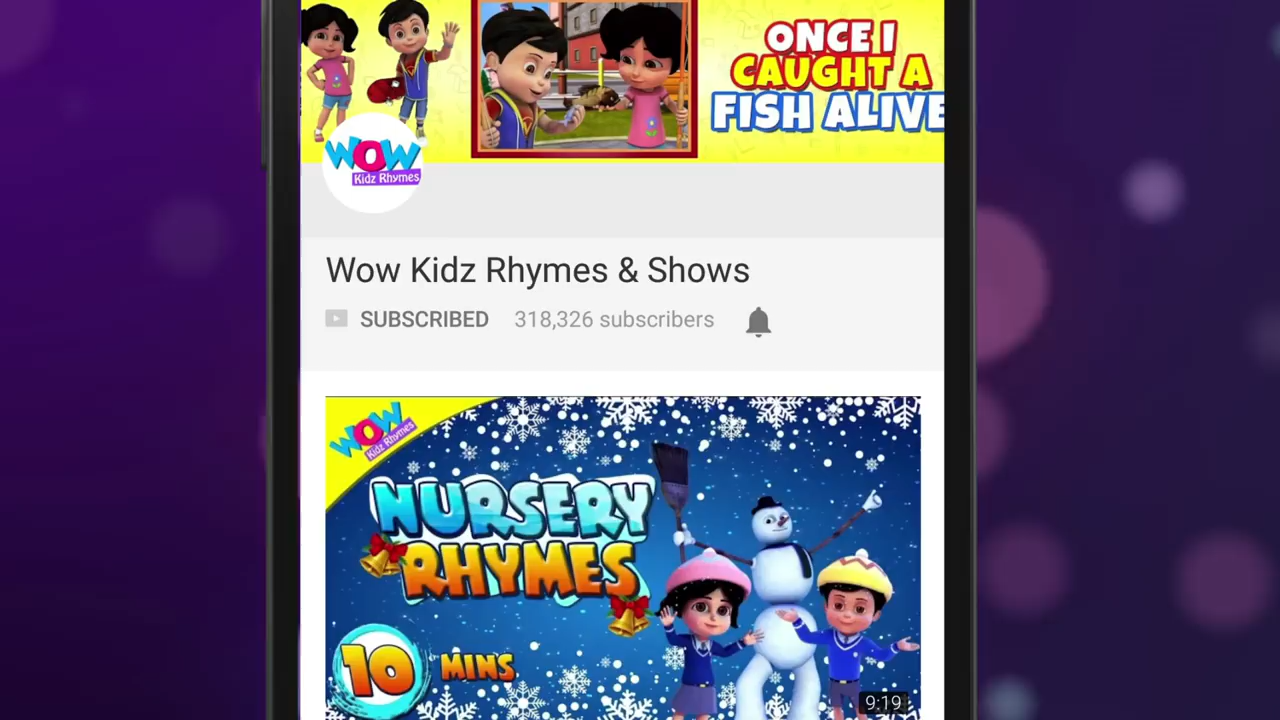 ONCE I
CAUGHT A
FISH ALIVE
WOW
Kidz Rhymes
Wow Kidz Rhymes & Shows
SUBSCRIBED 318,326 subscribers
WOW
Kidz Rhymes
NURSERY
RHYMES
10 MINS
9:19